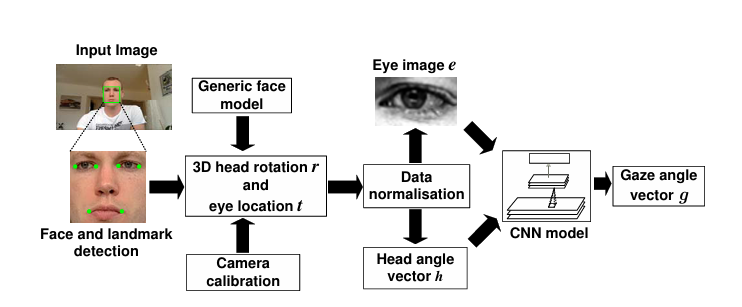 Input Image
Face and landmark
detection
Generic face
model
3D head rotation r
and
eye location t
Camera
calibration
Eye image e
Data
normalisation
Head angle
vector h
CNN model
Gaze angle
vector g